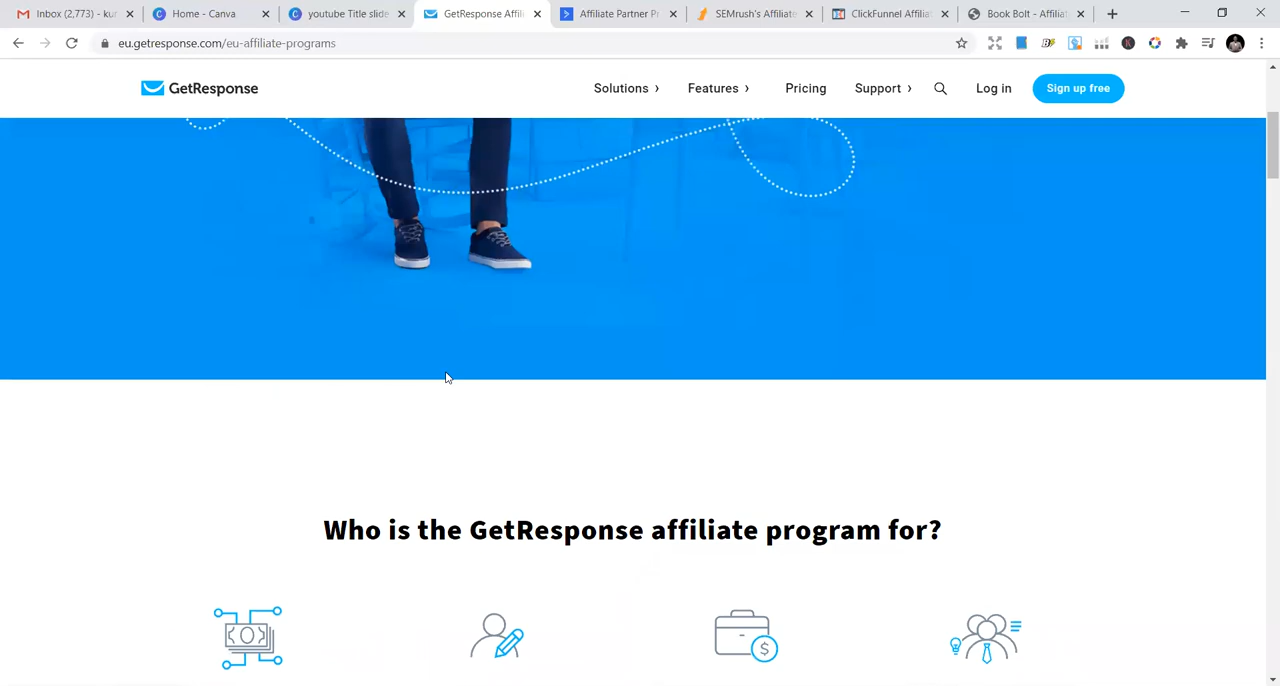 Inbox (2,773) - kur
Home - Canva
youtube Title slide
GetResponse Affil
Affiliate Partner Pr
SEMrush's Affiliate
ClickFunnel Affiliat
Book Bolt - Affiliat
eu.getresponse.com/eu-affiliate-programs
GetResponse
Solutions
Features
Pricing
Support
Log in
Sign up free
Who is the GetResponse affiliate program for?